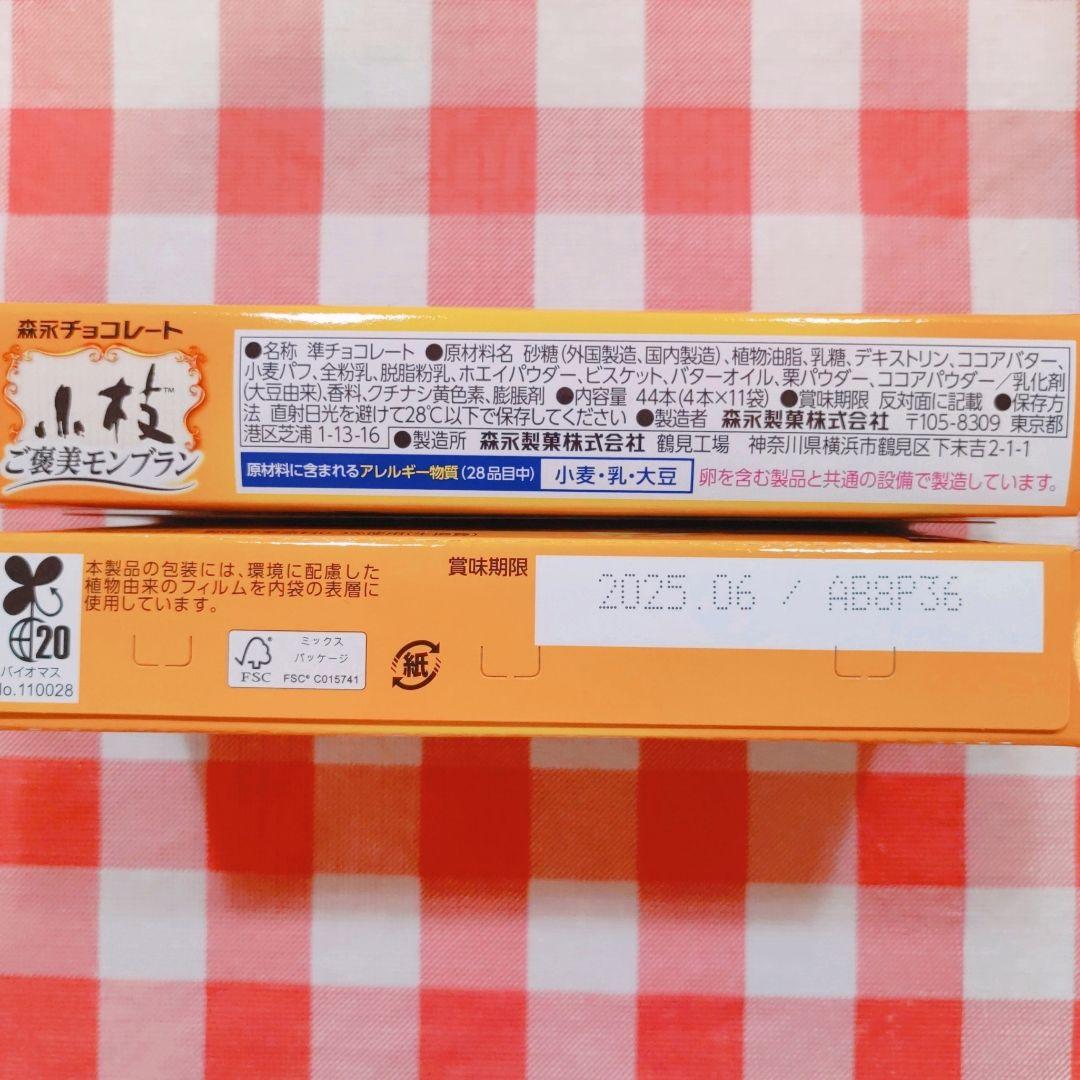 森永チョコレート
小枝™
ご褒美モンブラン
●名称 準チョコレート ●原材料名 砂糖(外国製造、国内製造)、植物油脂、乳糖、デキストリン、ココアバター、
小麦パフ、全粉乳、脱脂粉乳、ホエイパウダー、ビスケット、バターオイル、栗パウダー、ココアパウダー／乳化剤
(大豆由来)、香料、クチナシ黄色素、膨脹剤 ●内容量 44本(4本×11袋) ●賞味期限 反対面に記載 ●保存方
法 直射日光を避けて28℃以下で保存してください ●製造者 森永製菓株式会社 〒105-8309 東京都
港区芝浦1-13-16 ●製造所 森永製菓株式会社 鶴見工場 神奈川県横浜市鶴見区下末吉2-1-1
原材料に含まれるアレルギー物質(28品目中) 小麦・乳・大豆 卵を含む製品と共通の設備で製造しています。
本製品の包装には、環境に配慮した
植物由来のフィルムを内袋の表層に
使用しています。
20
バイオマス
No.110028
FSC
ミックス
パッケージ
FSC® C015741
紙
賞味期限
2025.06 / AB8P36